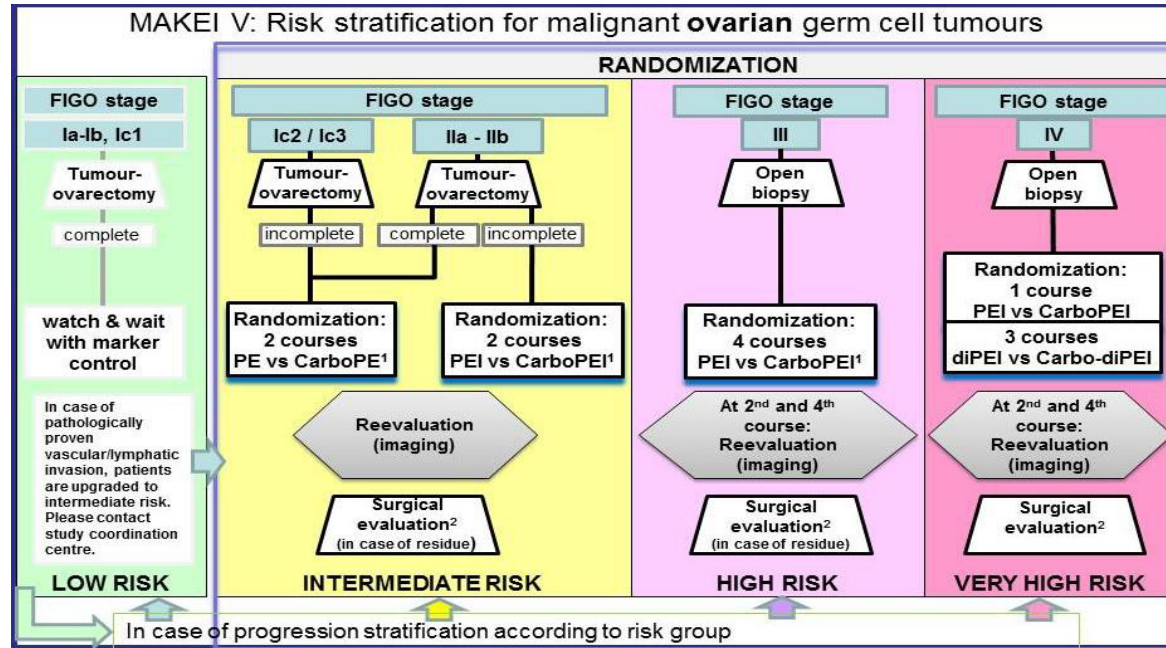 MAKEI V: Risk stratification for malignant ovarian germ cell tumours
RANDOMIZATION
FIGO stage
Ia-Ib, Ic1
Tumour-
ovarectomy
complete
watch & wait
with marker
control
In case of
pathologically
proven
vascular/lymphatic
invasion, patients
are upgraded to
intermediate risk.
Please contact
study coordination
centre.
LOW RISK
FIGO stage
Ic2 / Ic3
IIa - IIb
Tumour-
ovarectomy
Tumour-
ovarectomy
incomplete
complete
incomplete
Randomization:
2 courses
PE vs CarboPE¹
Randomization:
2 courses
PEI vs CarboPEI¹
Reevaluation
(imaging)
Surgical
evaluation²
(in case of residue)
INTERMEDIATE RISK
FIGO stage
III
Open
biopsy
Randomization:
4 courses
PEI vs CarboPEI¹
At 2nd and 4th
course:
Reevaluation
(imaging)
Surgical
evaluation²
(in case of residue)
HIGH RISK
FIGO stage
IV
Open
biopsy
Randomization:
1 course
PEI vs CarboPEI
3 courses
diPEI vs Carbo-diPEI
At 2nd and 4th
course:
Reevaluation
(imaging)
Surgical
evaluation²
VERY HIGH RISK
In case of progression stratification according to risk group